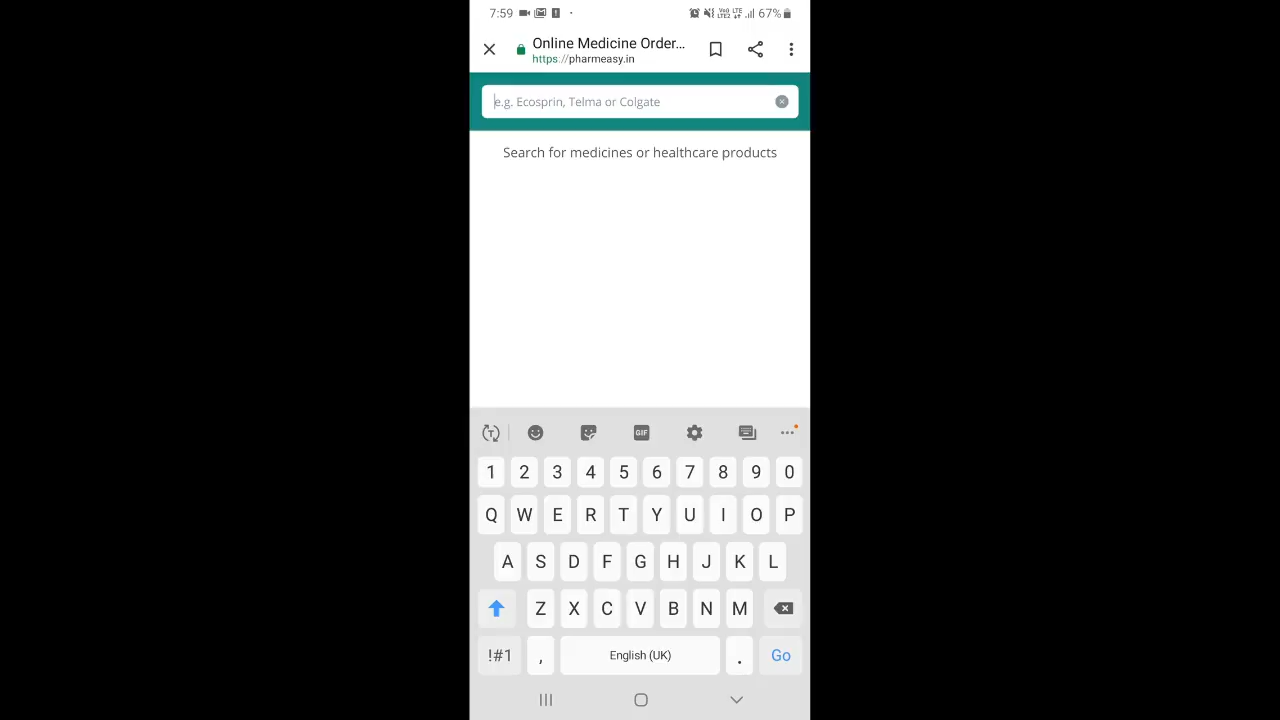 7:59 67%
Online Medicine Order...
https://pharmeasy.in
e.g. Ecosprin, Telma or Colgate
Search for medicines or healthcare products
GIF
1 2 3 4 5 6 7 8 9 0
Q W E R T Y U I O P
A S D F G H J K L
Z X C V B N M
!#1 , English (UK) . Go